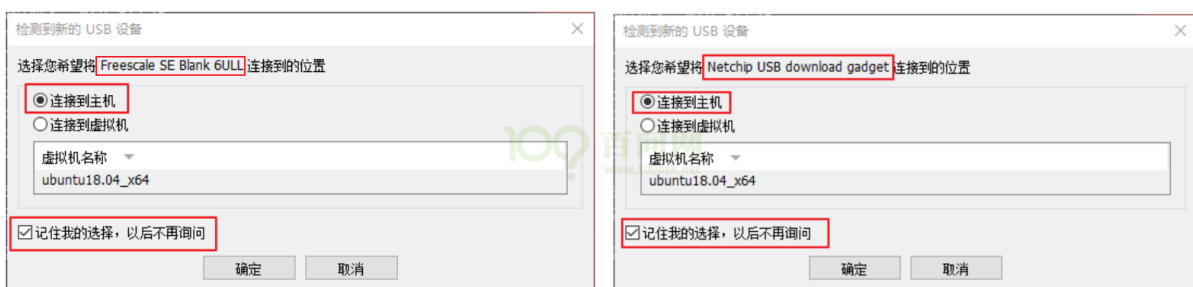 检测到新的 USB 设备
选择您希望将 Freescale SE Blank 6ULL 连接到的位置
连接到主机
连接到虚拟机
虚拟机名称
ubuntu18.04_x64
记住我的选择，以后不再询问
确定
取消
100
百问网
检测到新的 USB 设备
选择您希望将 Netchip USB download gadget 连接到的位置
连接到主机
连接到虚拟机
虚拟机名称
ubuntu18.04_x64
记住我的选择，以后不再询问
确定
取消